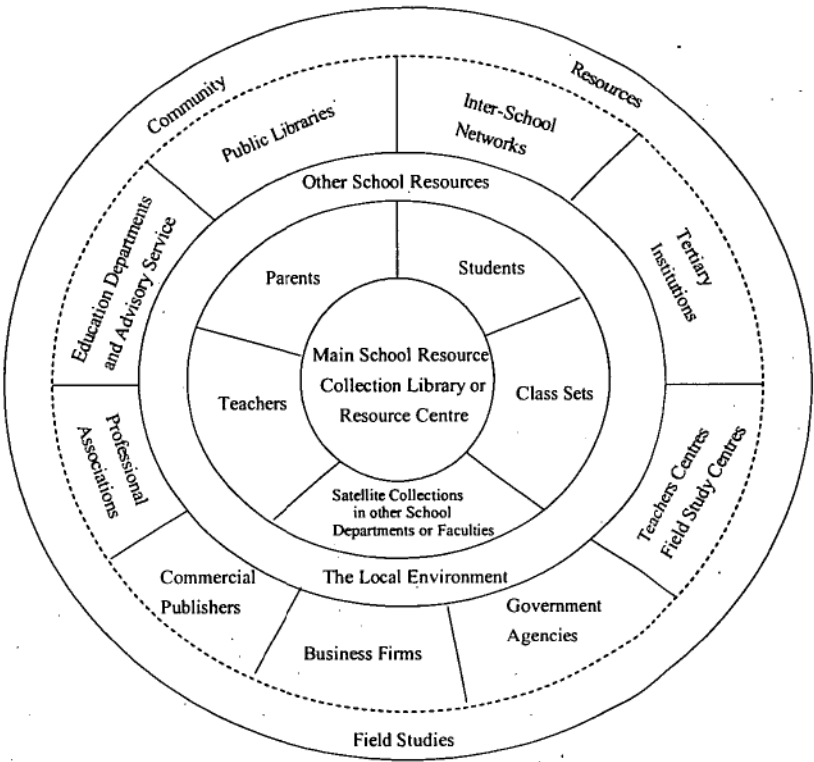 Community
Resources
Public Libraries
Inter-School
Networks
Other School Resources
Education Departments
and Advisory Service
Tertiary
Institutions
Parents
Students
Main School Resource
Collection Library or
Resource Centre
Teachers
Class Sets
Professional
Associations
Teachers Centres
Field Study Centres
Satellite Collections
in other School
Departments or Faculties
Commercial
Publishers
The Local Environment
Government
Agencies
Business Firms
Field Studies